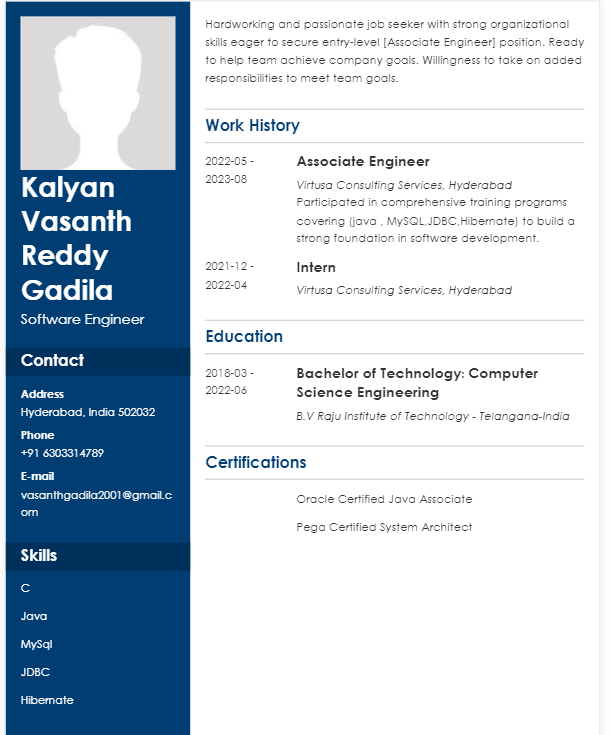 Kalyan
Vasanth
Reddy
Gadila
Software Engineer
Contact
Address
Hyderabad, India 502032
Phone
+91 6303314789
E-mail
vasanthgadila2001@gmail.c
om
Skills
C
Java
MySql
JDBC
Hibernate
Hardworking and passionate job seeker with strong organizational
skills eager to secure entry-level [Associate Engineer] position. Ready
to help team achieve company goals. Willingness to take on added
responsibilities to meet team goals.
Work History
2022-05 -
2023-08
Associate Engineer
Virtusa Consulting Services, Hyderabad
Participated in comprehensive training programs
covering (java , MySQL,JDBC,Hibernate) to build a
strong foundation in software development.
2021-12 -
2022-04
Intern
Virtusa Consulting Services, Hyderabad
Education
2018-03 -
2022-06
Bachelor of Technology: Computer
Science Engineering
B.V Raju Institute of Technology - Telangana-India
Certifications
Oracle Certified Java Associate
Pega Certified System Architect